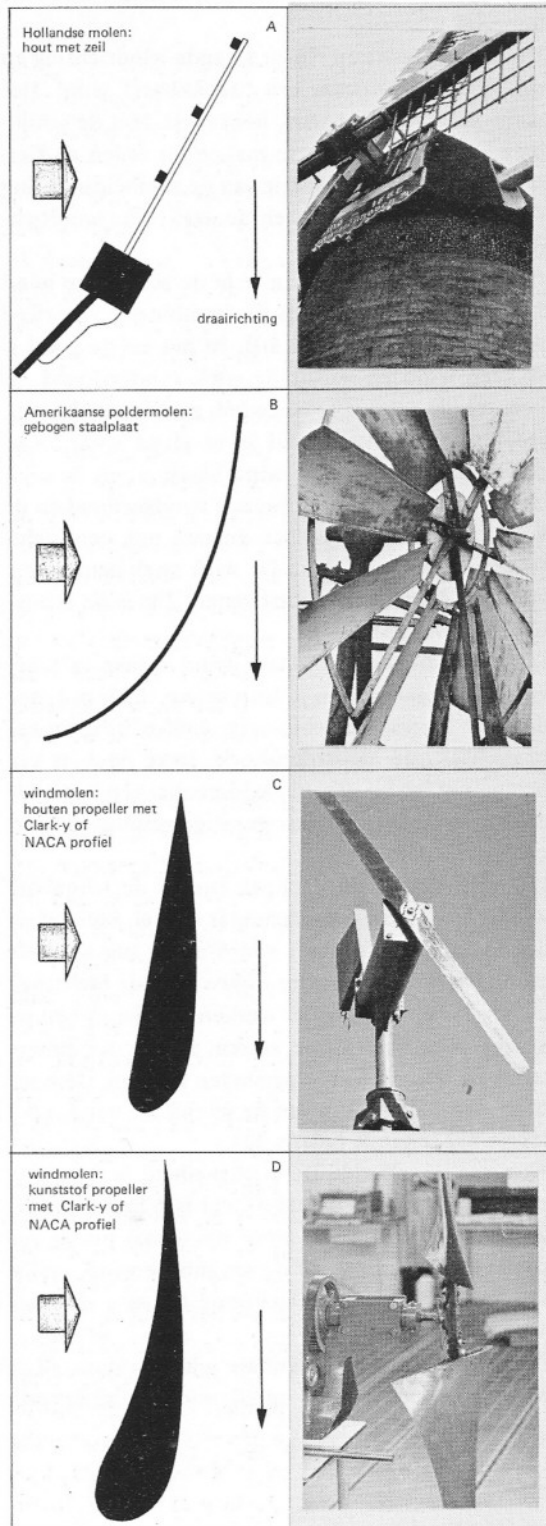 Hollandse molen:
hout met zeil
A
draairichting
Amerikaanse poldermolen:
gebogen staalplaat
B
windmolen:
houten propeller met
Clark-y of
NACA profiel
C
windmolen:
kunststof propeller
met Clark-y of
NACA profiel
D